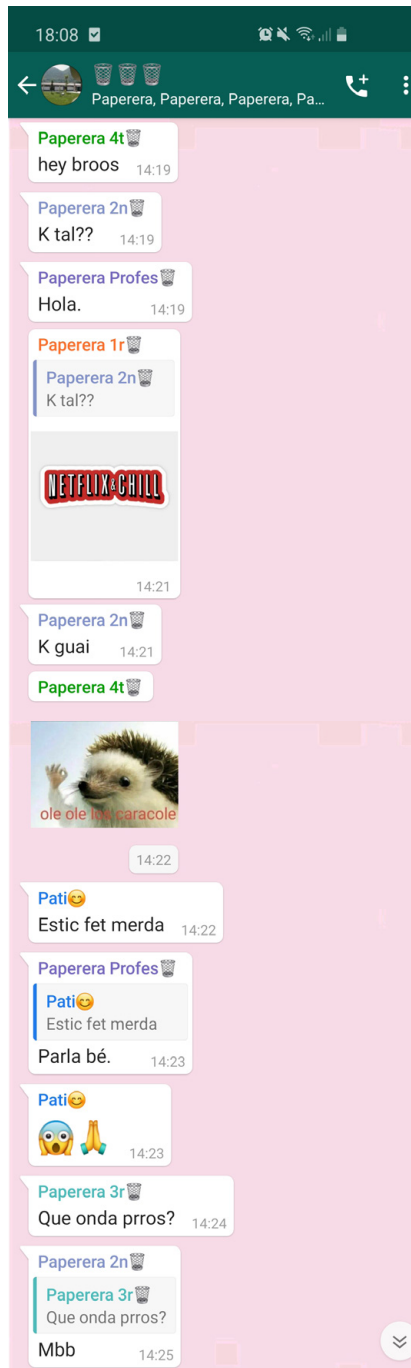 18:08
🗑️🗑️🗑️
Paperera, Paperera, Paperera, Pa...
Paperera 4t🗑️
hey broos 14:19
Paperera 2n🗑️
K tal?? 14:19
Paperera Profes🗑️
Hola. 14:19
Paperera 1r🗑️
Paperera 2n🗑️
K tal??
NETFLIX&CHILL
14:21
Paperera 2n🗑️
K guai 14:21
Paperera 4t🗑️
ole ole los caracole
14:22
Pati😊
Estic fet merda 14:22
Paperera Profes🗑️
Pati😊
Estic fet merda
Parla bé. 14:23
Pati😊
😱🙏 14:23
Paperera 3r🗑️
Que onda prros? 14:24
Paperera 2n🗑️
Paperera 3r🗑️
Que onda prros?
Mbb 14:25